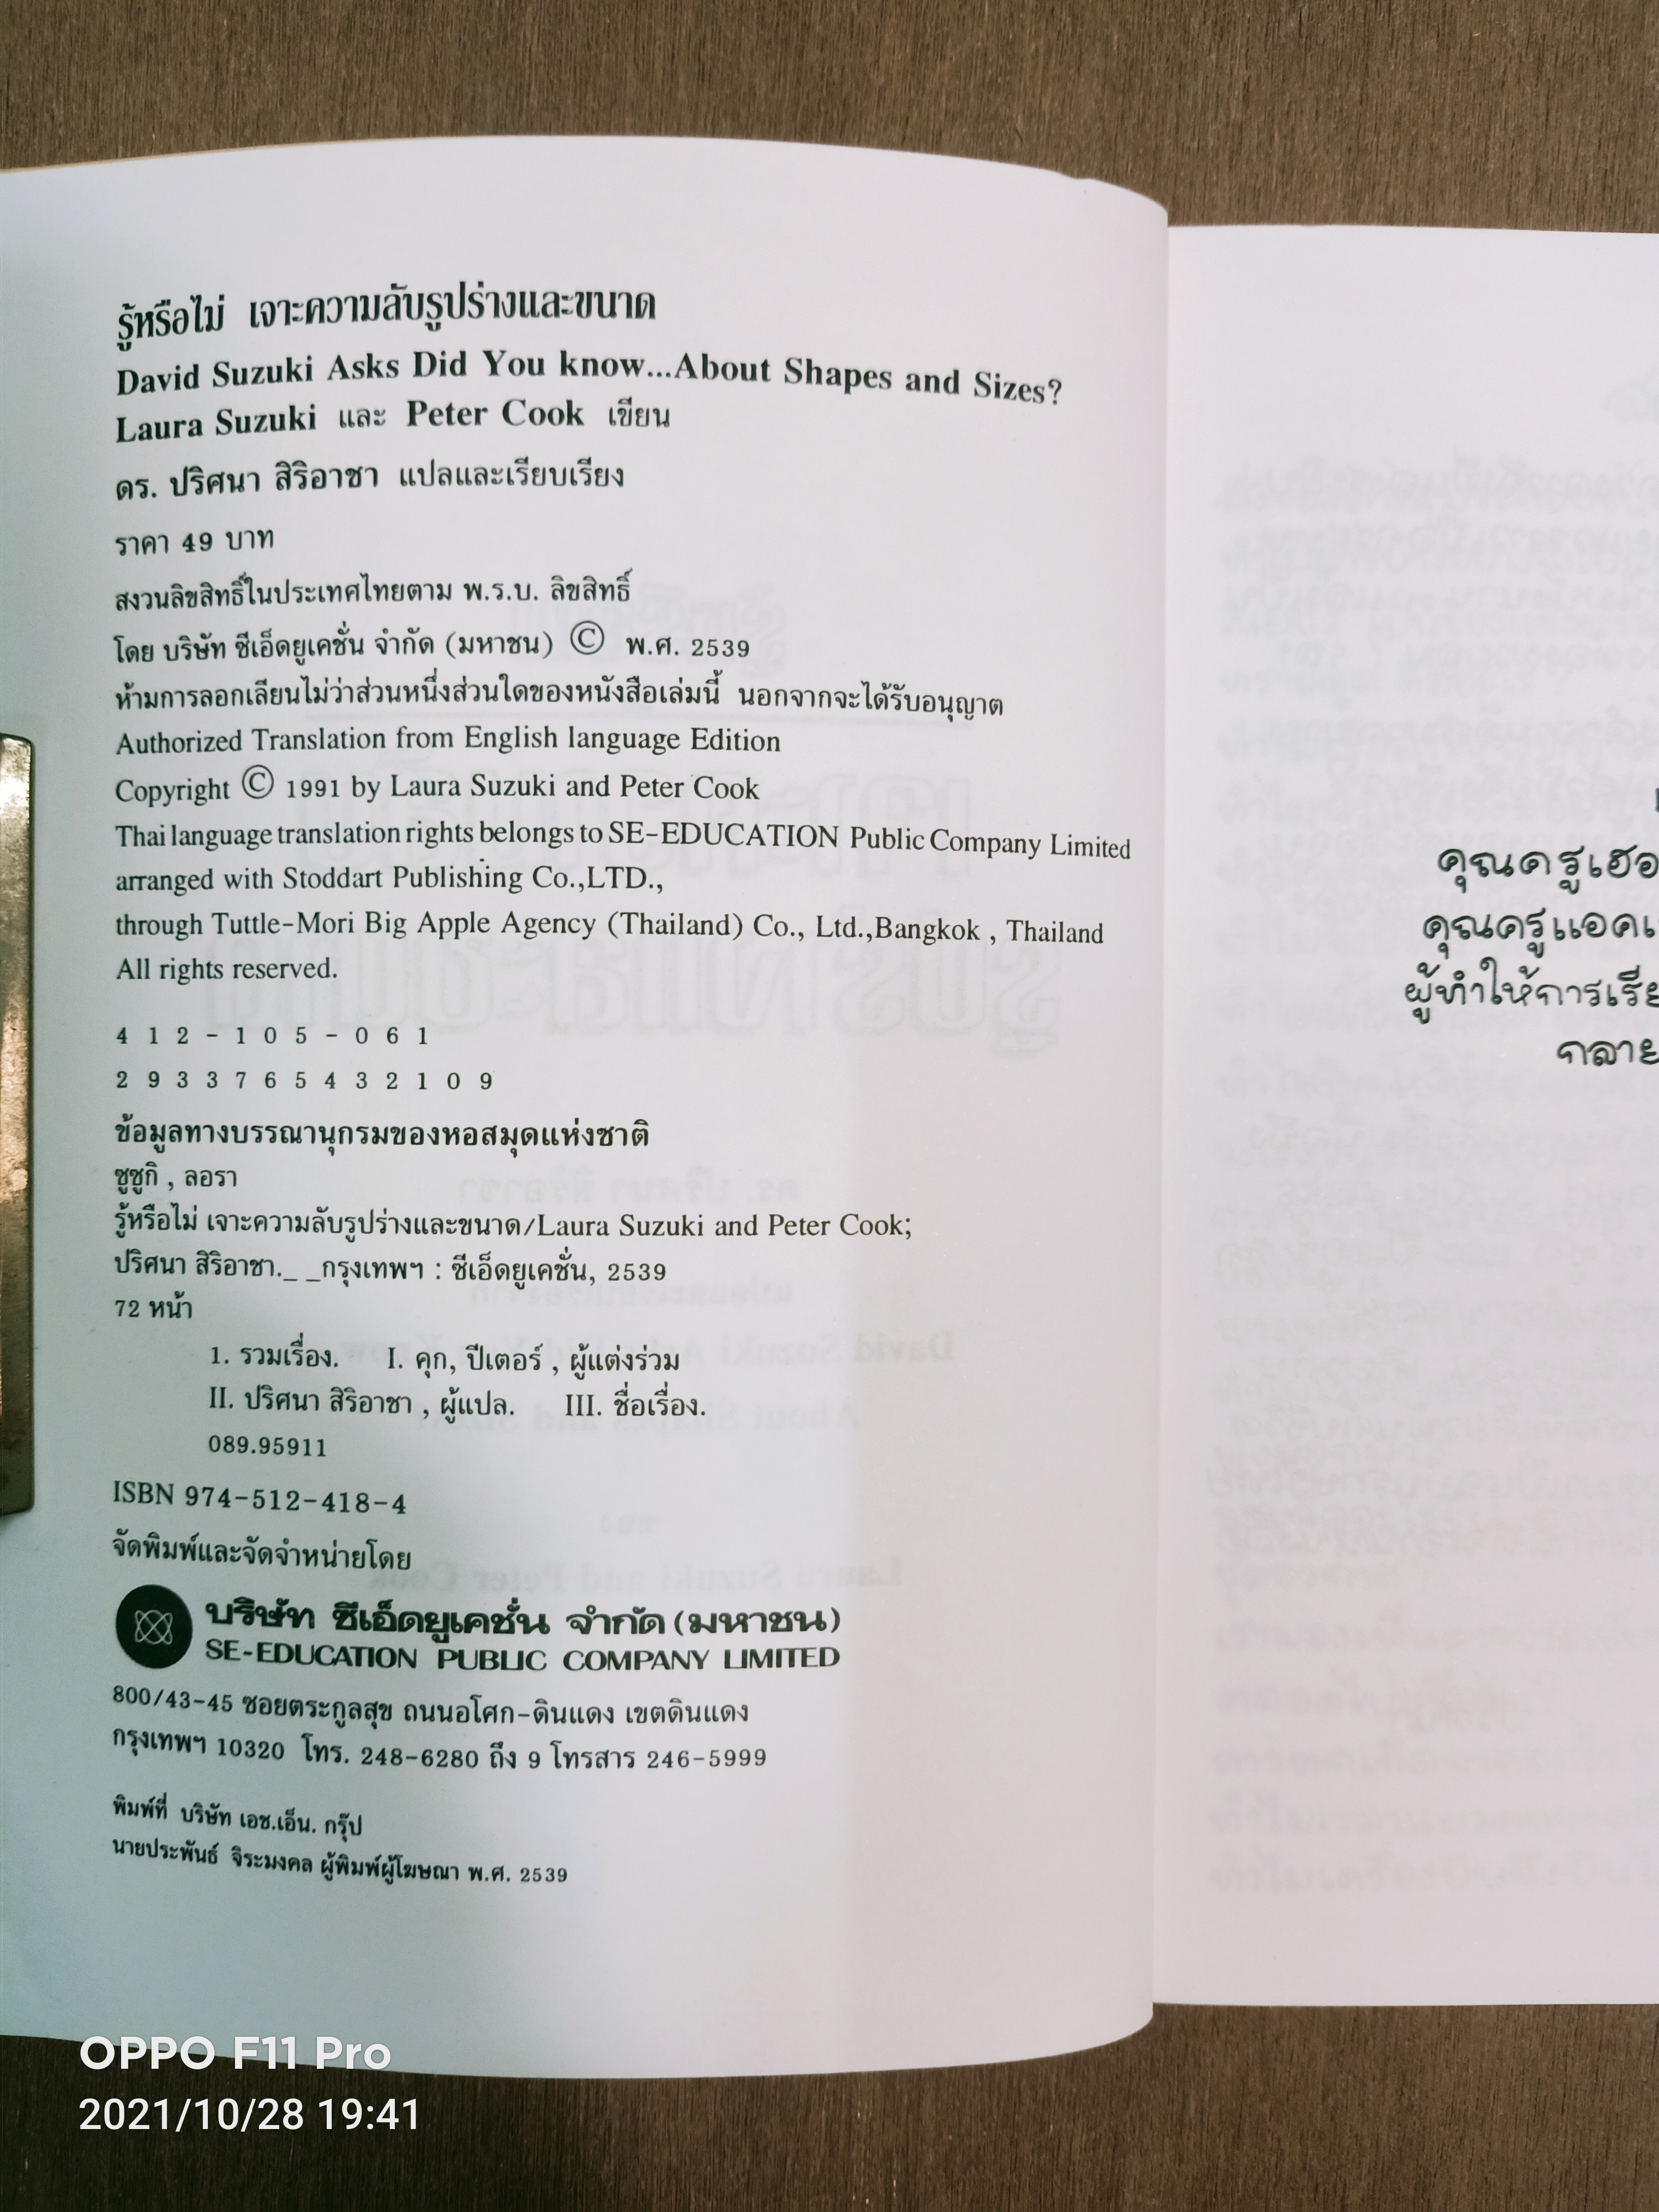 รู้หรือไม่ เจาะความลับรูปร่างและขนาด
David Suzuki Asks Did You know...About Shapes and Sizes?
Laura Suzuki และ Peter Cook เขียน
ดร. ปริศนา สิริอาชา แปลและเรียบเรียง
ราคา 49 บาท
สงวนลิขสิทธิ์ในประเทศไทยตาม พ.ร.บ. ลิขสิทธิ์
โดย บริษัท ซีเอ็ดยูเคชั่น จำกัด (มหาชน) © พ.ศ. 2539
ห้ามการลอกเลียนไม่ว่าส่วนหนึ่งส่วนใดของหนังสือเล่มนี้ นอกจากจะได้รับอนุญาต
Authorized Translation from English language Edition
Copyright © 1991 by Laura Suzuki and Peter Cook
Thai language translation rights belongs to SE-EDUCATION Public Company Limited
arranged with Stoddart Publishing Co.,LTD.,
through Tuttle-Mori Big Apple Agency (Thailand) Co., Ltd.,Bangkok , Thailand
All rights reserved.
4 1 2 - 1 0 5 - 0 6 1
2 9 3 3 7 6 5 4 3 2 1 0 9
ข้อมูลทางบรรณานุกรมของหอสมุดแห่งชาติ
ซูซูกิ , ลอรา
รู้หรือไม่ เจาะความลับรูปร่างและขนาด/Laura Suzuki and Peter Cook;
ปริศนา สิริอาชา._ _กรุงเทพฯ : ซีเอ็ดยูเคชั่น, 2539
72 หน้า
1. รวมเรื่อง. I. คุก, ปีเตอร์ , ผู้แต่งร่วม
II. ปริศนา สิริอาชา , ผู้แปล. III. ชื่อเรื่อง.
089.95911
ISBN 974-512-418-4
จัดพิมพ์และจัดจำหน่ายโดย
บริษัท ซีเอ็ดยูเคชั่น จำกัด (มหาชน)
SE-EDUCATION PUBLIC COMPANY LIMITED
800/43-45 ซอยตระกูลสุข ถนนอโศก-ดินแดง เขตดินแดง
กรุงเทพฯ 10320 โทร. 248-6280 ถึง 9 โทรสาร 246-5999
พิมพ์ที่ บริษัท เอช.เอ็น. กรุ๊ป
นายประพันธ์ จิระมงคล ผู้พิมพ์ผู้โฆษณา พ.ศ. 2539
คุณครูเฮอ
คุณครูแอค
ผู้ทำให้การเรีย
กลาย
OPPO F11 Pro
2021/10/28 19:41